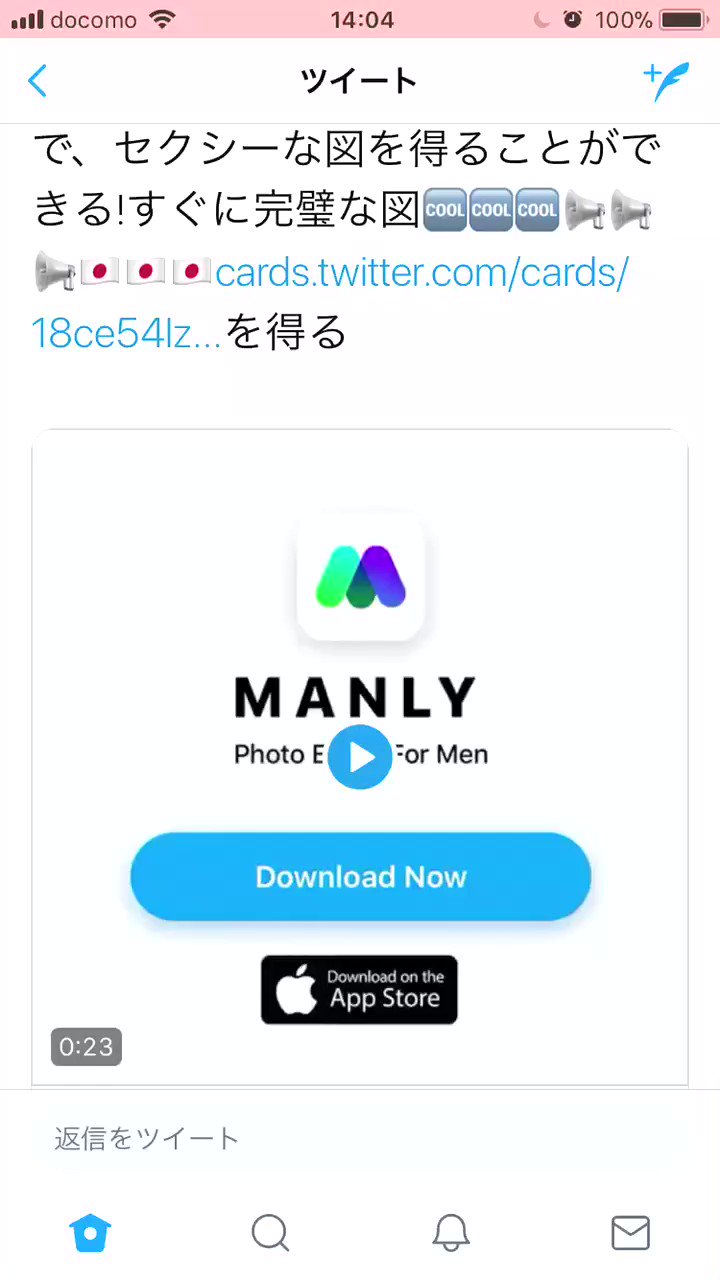 docomo 14:04 100%
ツイート
で、セクシーな図を得ることがで
きる!すぐに完璧な図🆒🆒🆒📢📢
📢🇯🇵🇯🇵🇯🇵cards.twitter.com/cards/
18ce54lz...を得る
MANLY
Photo E For Men
Download Now
Download on the
App Store
0:23
返信をツイート